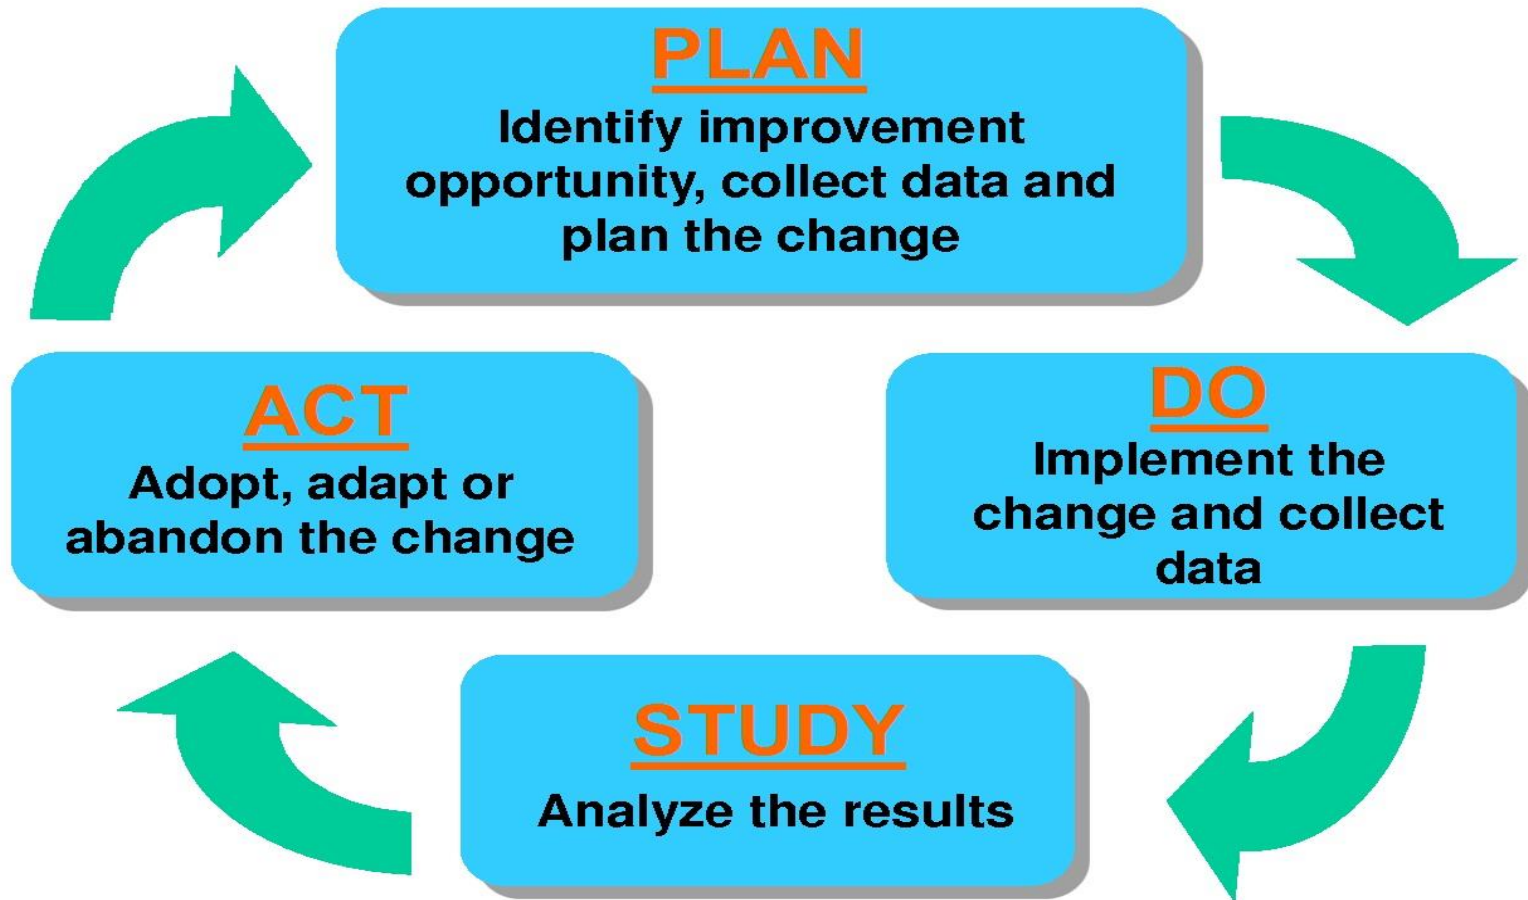 PLAN
Identify improvement
opportunity, collect data and
plan the change
DO
Implement the
change and collect
data
STUDY
Analyze the results
ACT
Adopt, adapt or
abandon the change